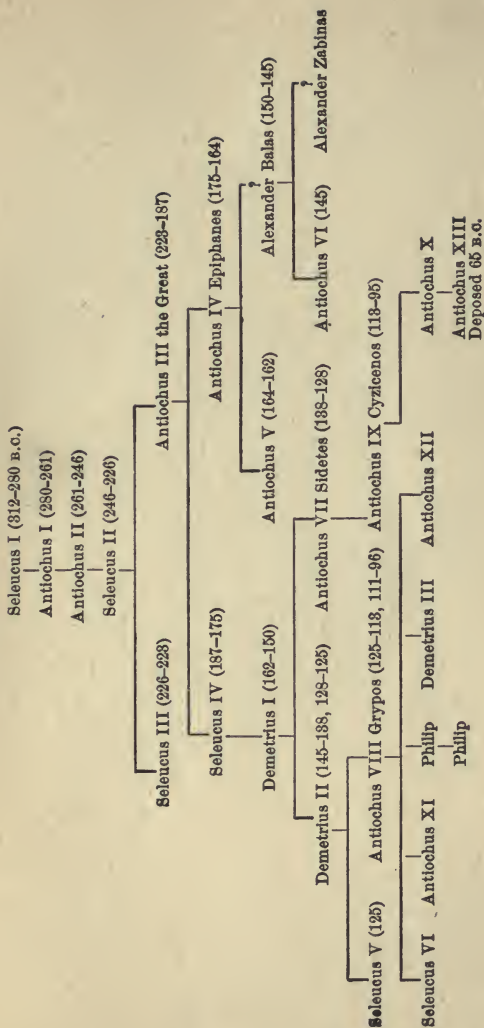 Seleucus I (312–280 B.C.)
Antiochus I (280–261)
Antiochus II (261–246)
Seleucus II (246–226)
Seleucus III (226–223)
Antiochus III the Great (223–187)
Seleucus IV (187–175)
Antiochus IV Epiphanes (175–164)
Demetrius I (162–150)
Antiochus V (164–162)
?
Alexander Balas (150–145)
Demetrius II (145–138, 128–125)
Antiochus VII Sidetes (138–128)
Antiochus VI (145)
?
Alexander Zabinas
Seleucus V (125)
Antiochus VIII Grypos (125–113, 111–96)
Antiochus IX Cyzicenos (113–95)
Seleucus VI
Antiochus XI
Philip
Demetrius III
Antiochus XII
Antiochus X
Philip
Antiochus XIII
Deposed 65 B.C.